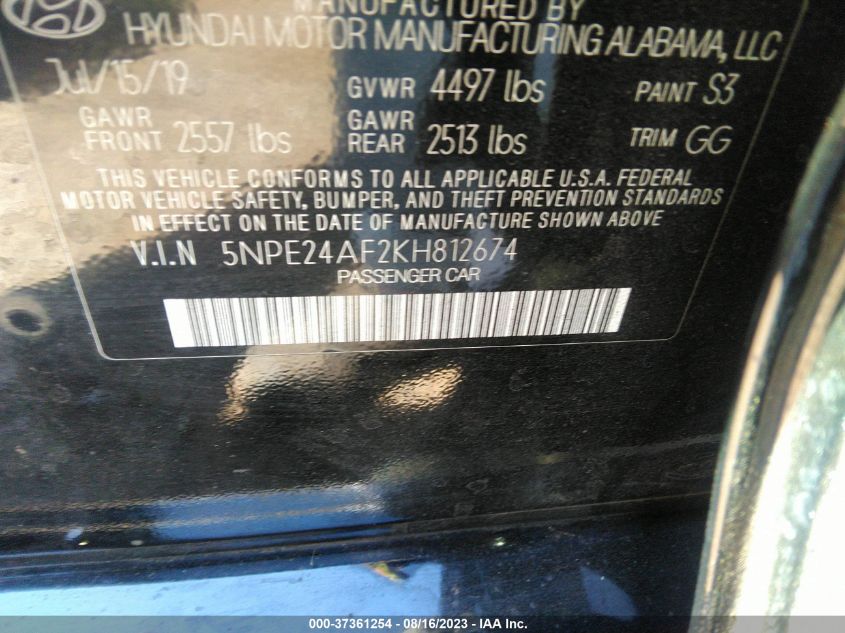 MANUFACTURED BY
HYUNDAI MOTOR MANUFACTURING ALABAMA, LLC
Jul/15/19 GVWR 4497 lbs PAINT S3
GAWR FRONT 2557 lbs GAWR REAR 2513 lbs TRIM GG
THIS VEHICLE CONFORMS TO ALL APPLICABLE U.S.A. FEDERAL
MOTOR VEHICLE SAFETY, BUMPER, AND THEFT PREVENTION STANDARDS
IN EFFECT ON THE DATE OF MANUFACTURE SHOWN ABOVE
V.I.N 5NPE24AF2KH812674
PASSENGER CAR
000-37361254 - 08/16/2023 - IAA, Inc.